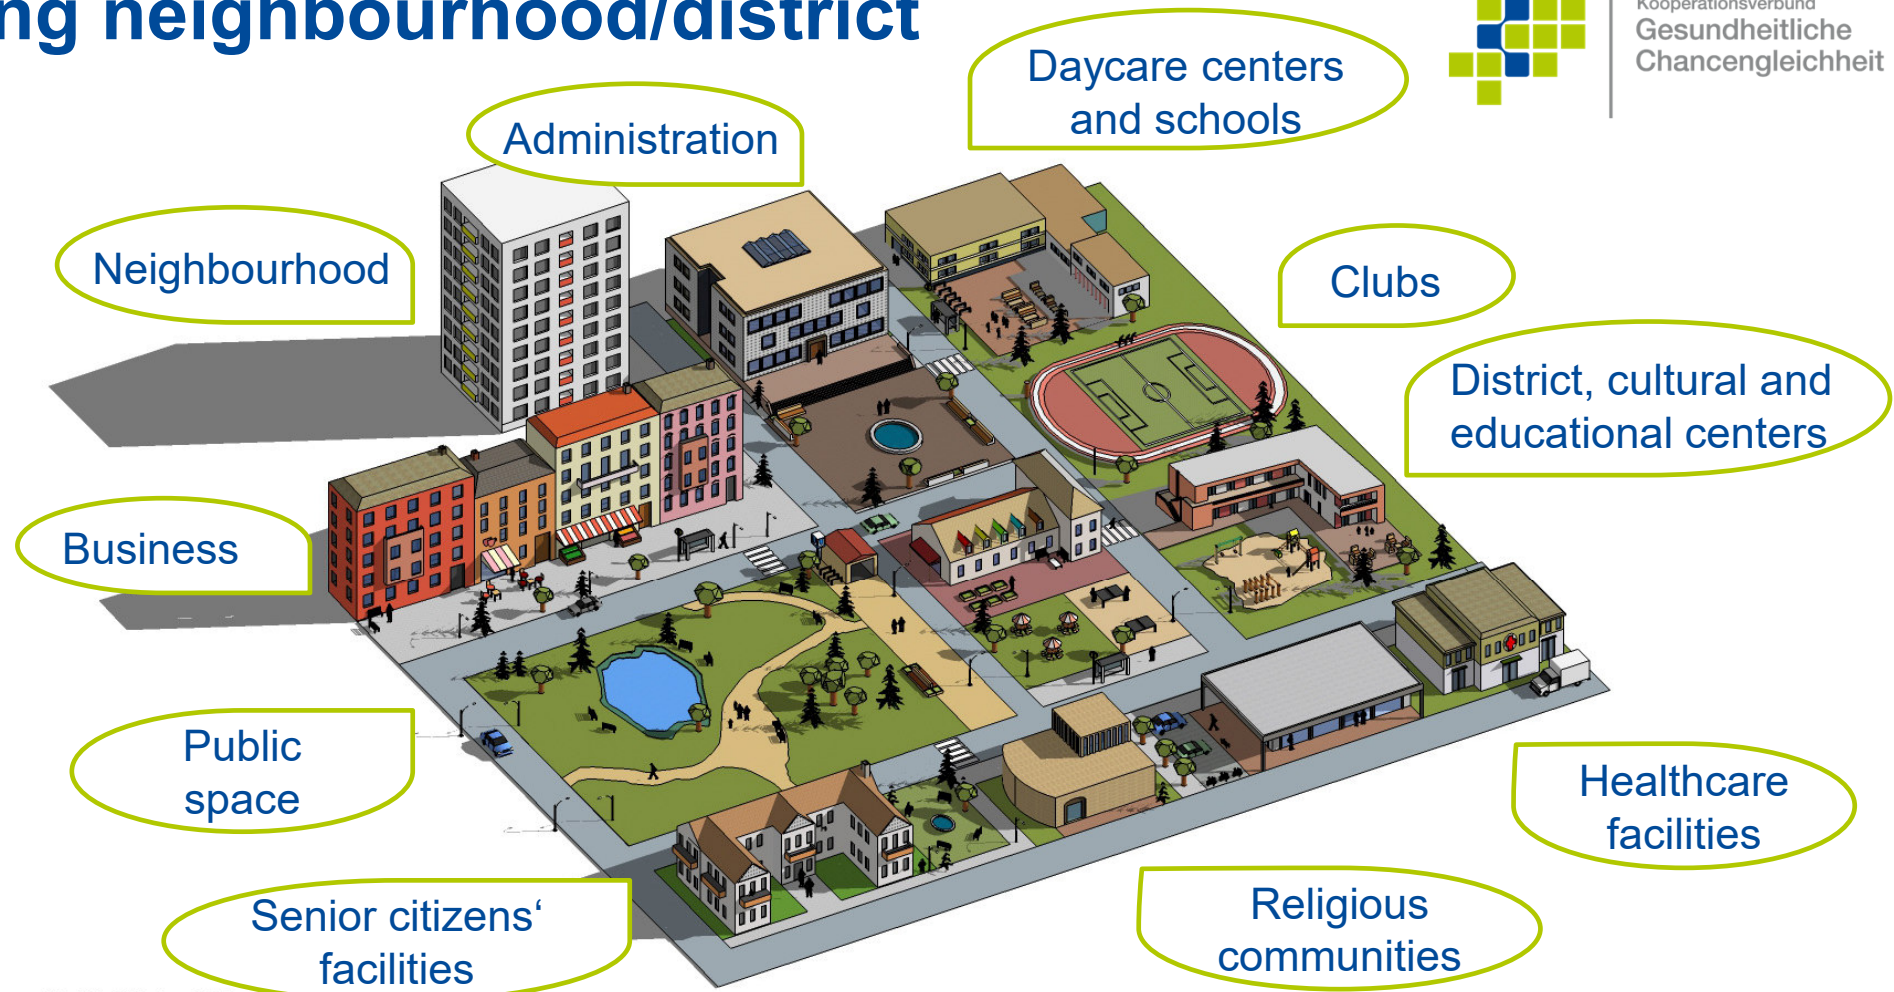 ng neighbourhood/district
Kooperationsverbund
Gesundheitliche
Chancengleichheit
Daycare centers
and schools
Administration
Neighbourhood
Clubs
District, cultural and
educational centers
Business
Public
space
Healthcare
facilities
Senior citizens‘
facilities
Religious
communities